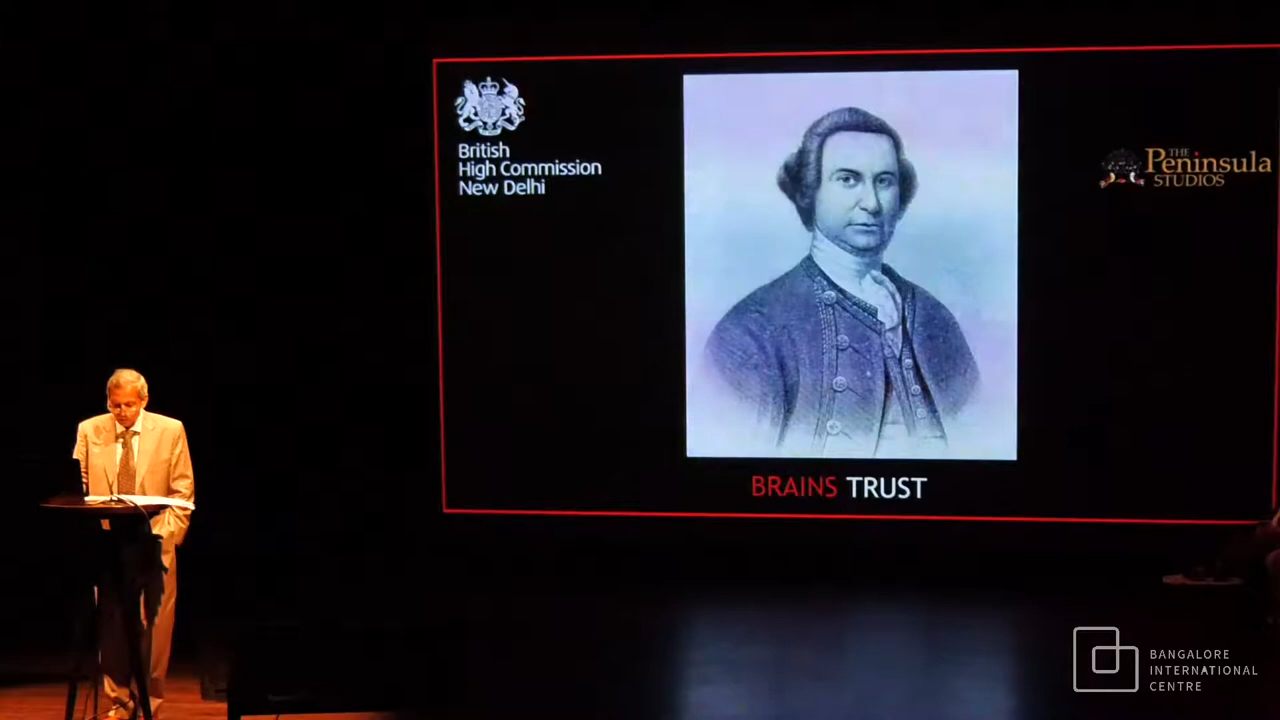 British
High Commission
New Delhi
THE
Peninsula
STUDIOS
BRAINS TRUST
BANGALORE
INTERNATIONAL
CENTRE